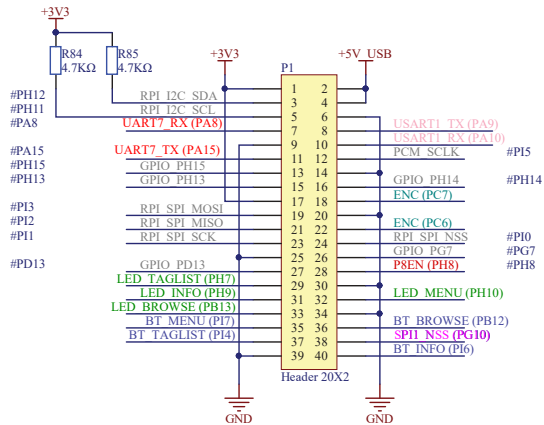 +3V3
R84
4.7KΩ
R85
4.7KΩ
+3V3
+5V_USB
P1
1 2
#PH12 RPI_I2C_SDA 3 4
#PH11 RPI_I2C_SCL 5 6
#PA8 UART7_RX (PA8) 7 8 USART1_TX (PA9)
9 10 USART1_RX (PA10)
#PA15 UART7_TX (PA15) 11 12 PCM_SCLK #PI5
#PH15 GPIO_PH15 13 14
#PH13 GPIO_PH13 15 16 GPIO_PH14 #PH14
17 18 ENC (PC7)
#PI3 RPI_SPI_MOSI 19 20
#PI2 RPI_SPI_MISO 21 22 ENC (PC6)
#PI1 RPI_SPI_SCK 23 24 RPI_SPI_NSS #PI0
25 26 GPIO_PG7 #PG7
#PD13 GPIO_PD13 27 28 P8EN (PH8) #PH8
LED_TAGLIST (PH7) 29 30
LED_INFO (PH9) 31 32 LED_MENU (PH10)
LED_BROWSE (PB13) 33 34
BT_MENU (PI7) 35 36 BT_BROWSE (PB12)
BT_TAGLIST (PI4) 37 38 SPI1_NSS (PG10)
39 40 BT_INFO (PI6)
Header 20X2
GND
GND